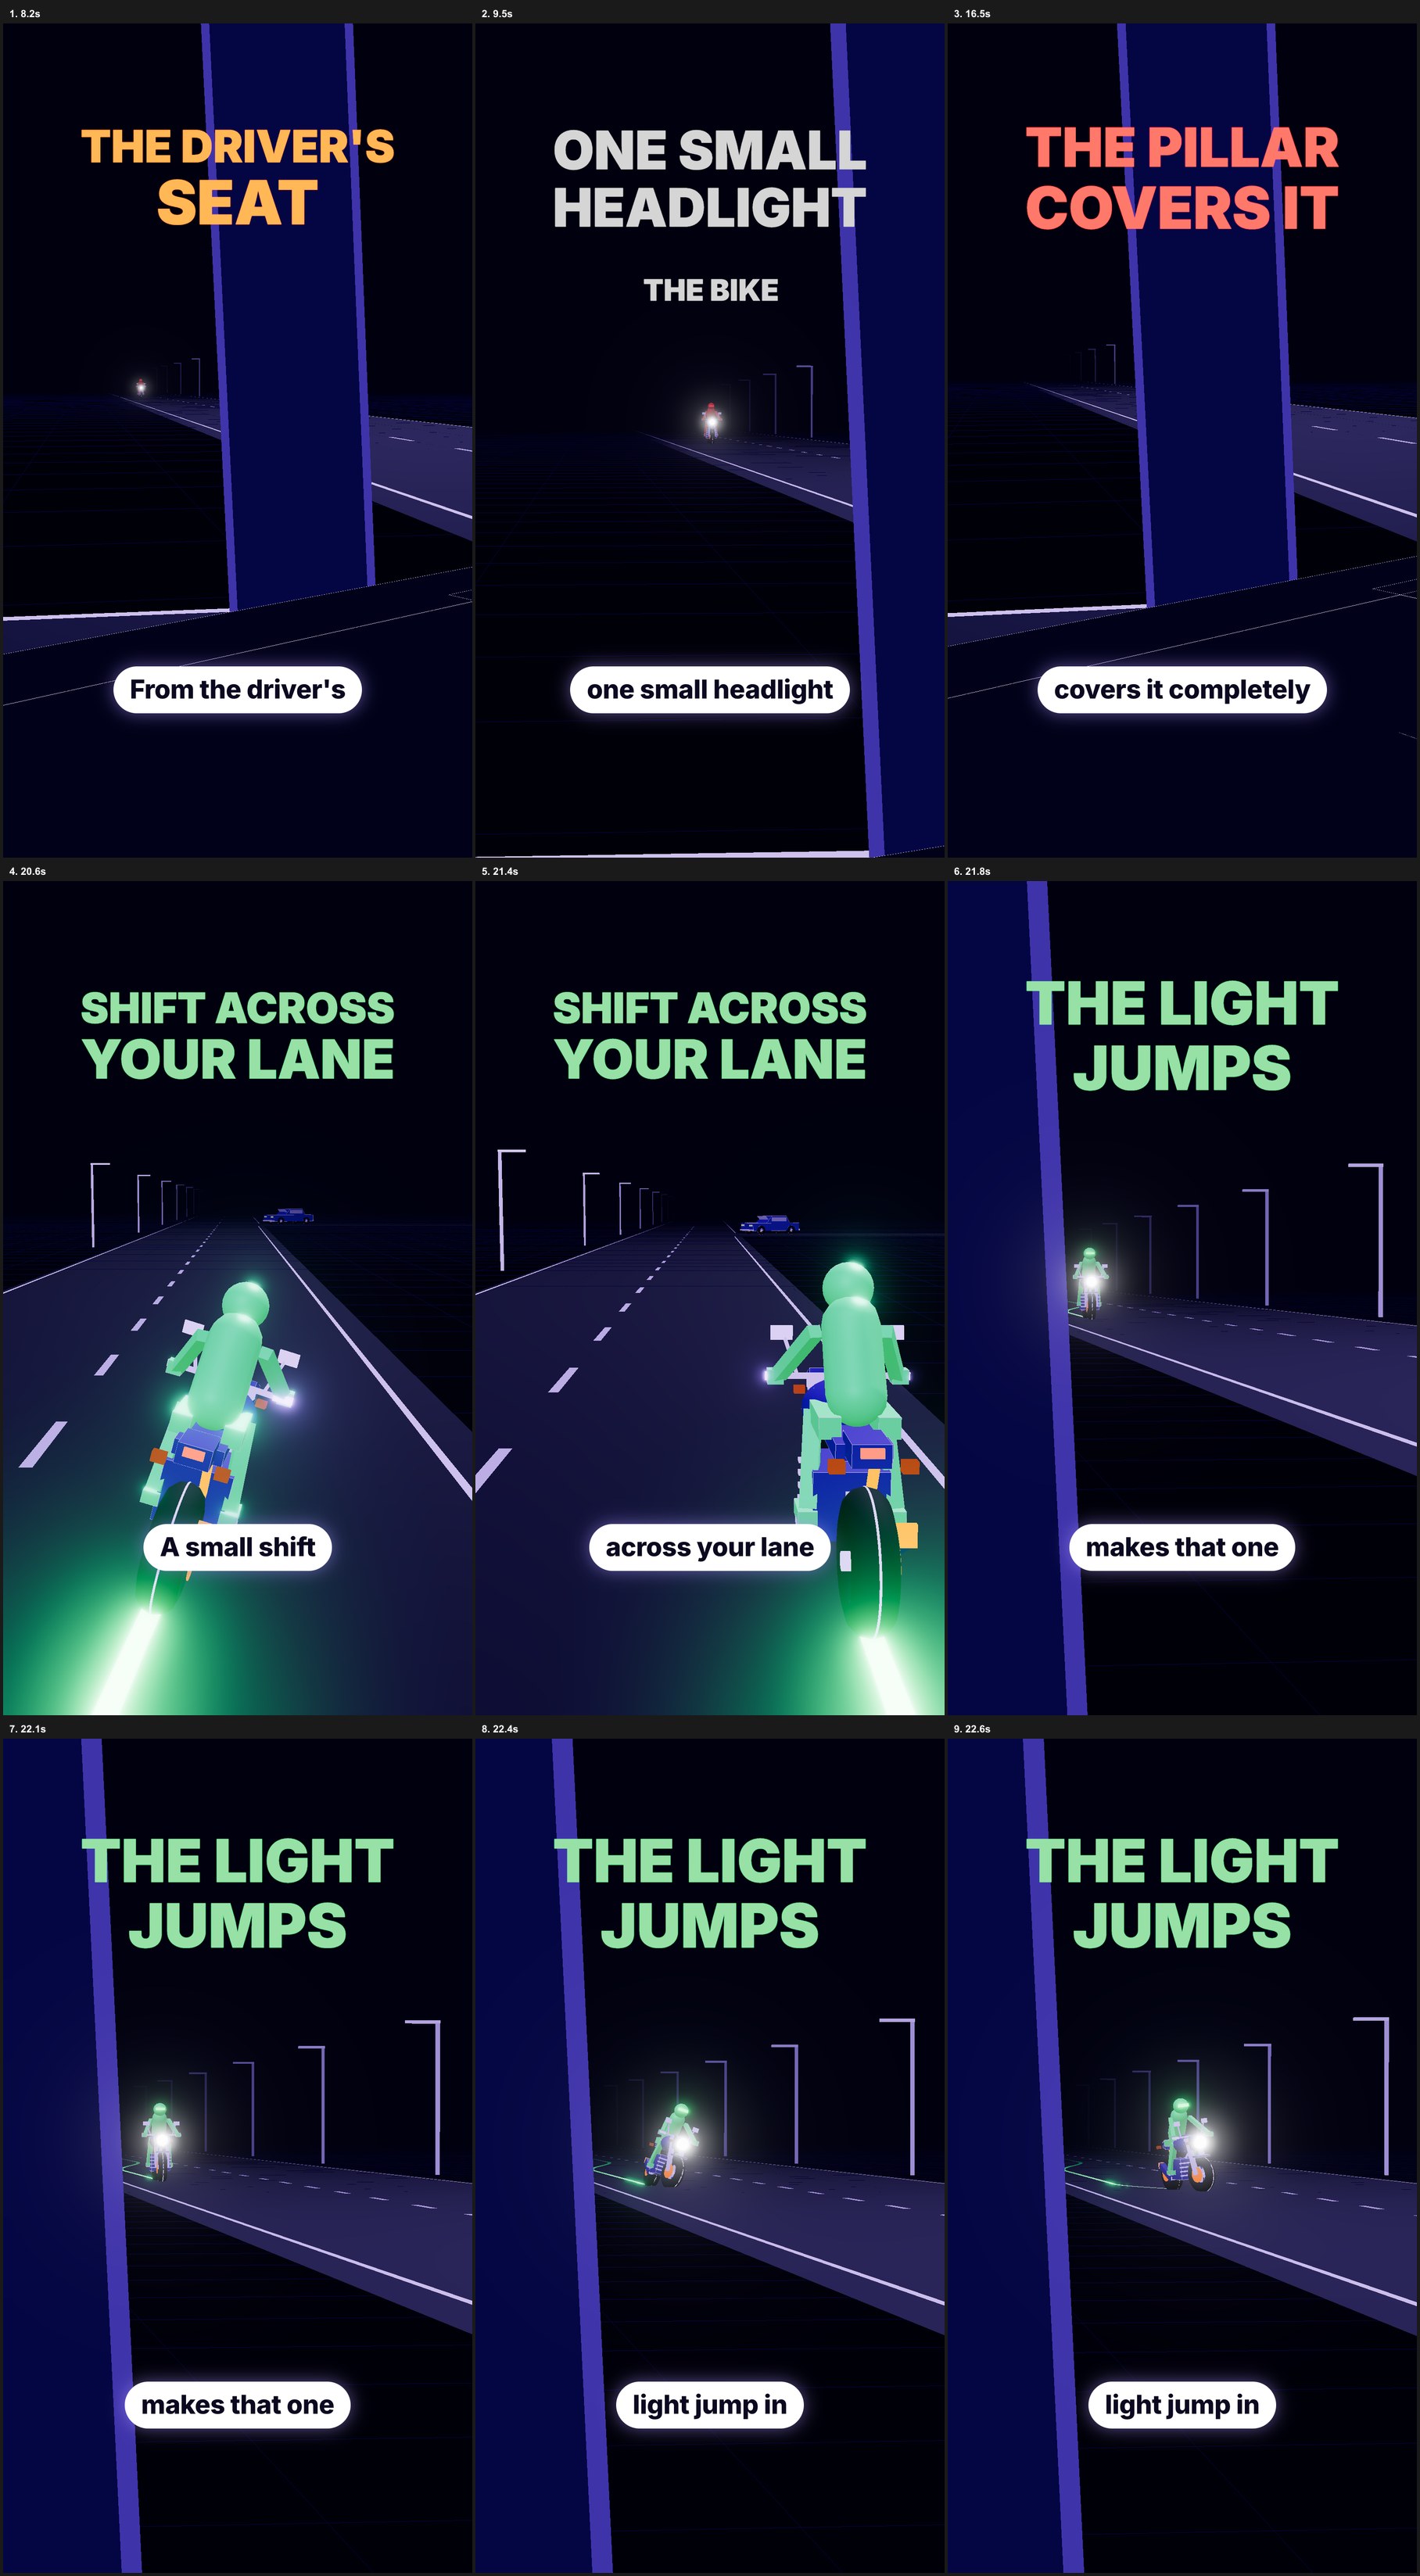 1. 8.2s
THE DRIVER'S
SEAT
From the driver's
2. 9.5s
ONE SMALL
HEADLIGHT
THE BIKE
one small headlight
3. 16.5s
THE PILLAR
COVERS IT
covers it completely
4. 20.6s
SHIFT ACROSS
YOUR LANE
A small shift
5. 21.4s
SHIFT ACROSS
YOUR LANE
across your lane
6. 21.8s
THE LIGHT
JUMPS
makes that one
7. 22.1s
THE LIGHT
JUMPS
makes that one
8. 22.4s
THE LIGHT
JUMPS
light jump in
9. 22.6s
THE LIGHT
JUMPS
light jump in